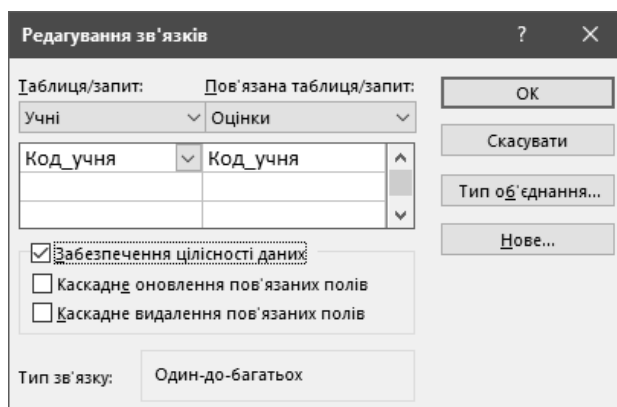 Редагування зв'язків ? ×
Таблиця/запит: Пов'язана таблиця/запит:
Учні Оцінки
Код_учня Код_учня
ОК
Скасувати
Тип об'єднання...
Нове...
Забезпечення цілісності даних
Каскадне оновлення пов'язаних полів
Каскадне видалення пов'язаних полів
Тип зв'язку: Один-до-багатьох